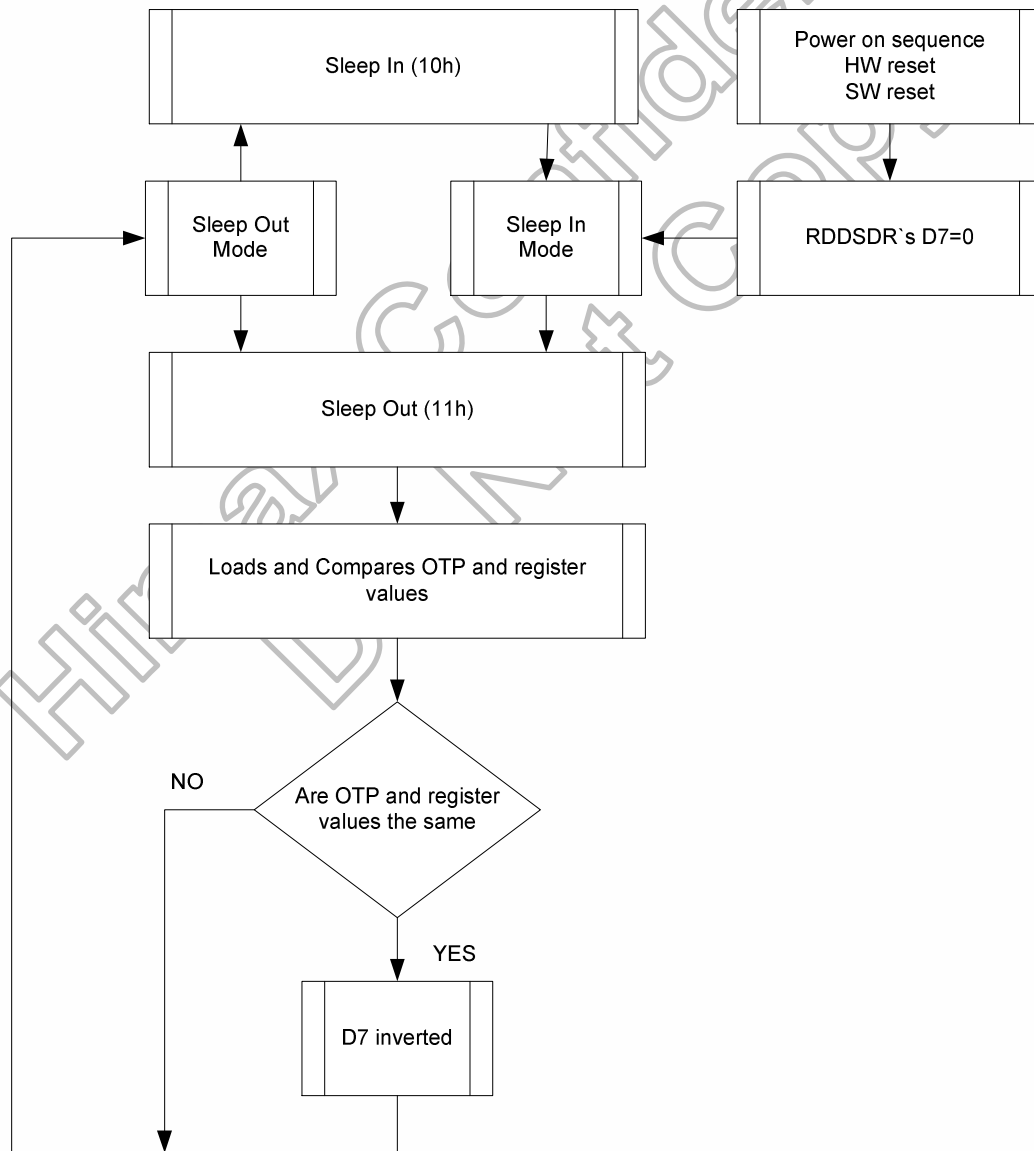 Sleep In (10h)
Power on sequence
HW reset
SW reset
Sleep Out
Mode
Sleep In
Mode
RDDSDR`s D7=0
Sleep Out (11h)
Loads and Compares OTP and register
values
NO
Are OTP and register
values the same
YES
D7 inverted